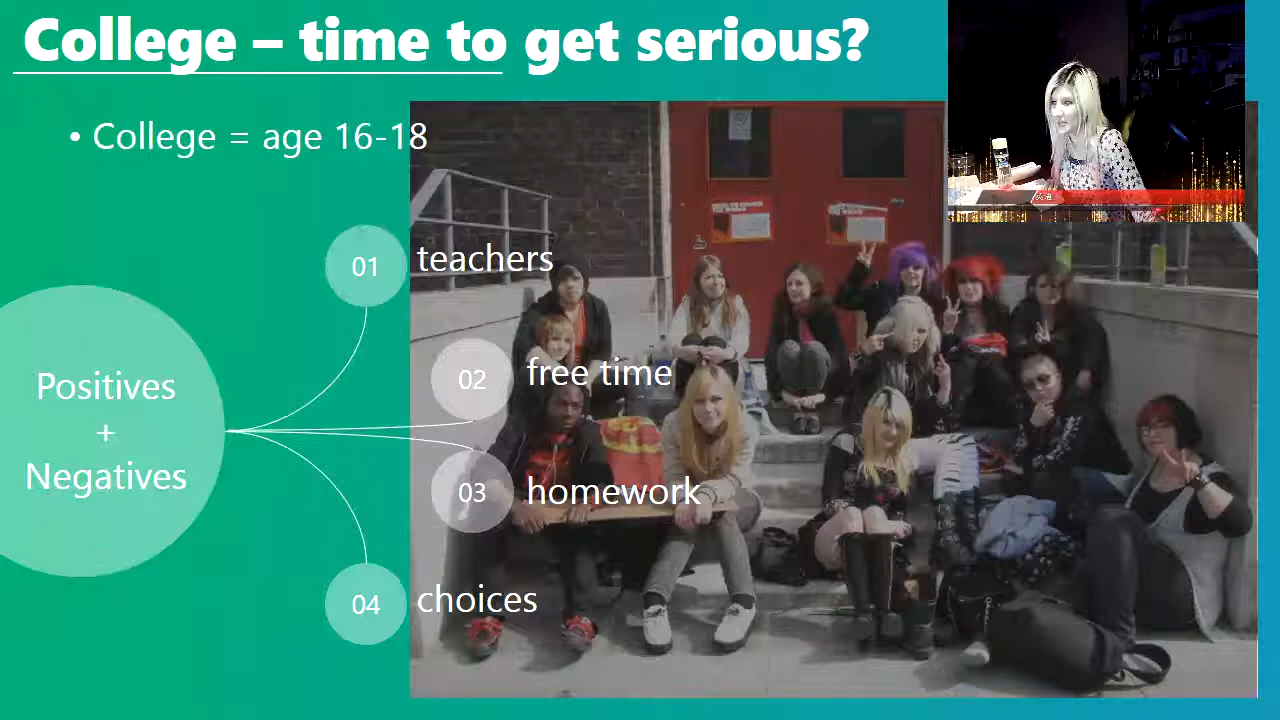 College – time to get serious?
• College = age 16-18
01 teachers
02 free time
Positives
+
Negatives
03 homework
04 choices